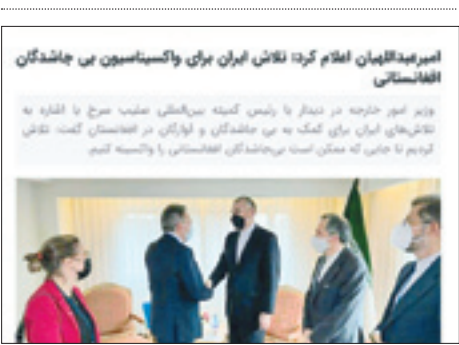 امیرعبداللهیان اعلام کرد: تلاش ایران برای واکسیناسیون بی جاشدگان
افغانستانی
وزیر امور خارجه در دیدار با رئیس کمیته بین‌المللی صلیب سرخ با اشاره به
تلاش‌های ایران برای کمک به بی جاشدگان و آوارگان در افغانستان گفت: تلاش
کردیم تا جایی که ممکن است بی‌جاشدگان افغانستانی را واکسینه کنیم.